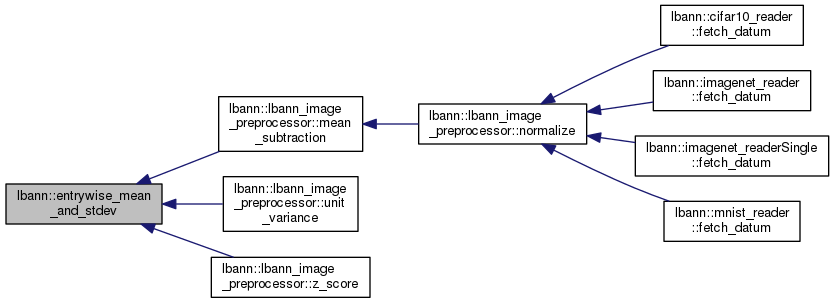 lbann::entrywise_mean
_and_stdev
lbann::lbann_image
_preprocessor::mean
_subtraction
lbann::lbann_image
_preprocessor::unit
_variance
lbann::lbann_image
_preprocessor::z_score
lbann::lbann_image
_preprocessor::normalize
lbann::cifar10_reader
::fetch_datum
lbann::imagenet_reader
::fetch_datum
lbann::imagenet_readerSingle
::fetch_datum
lbann::mnist_reader
::fetch_datum